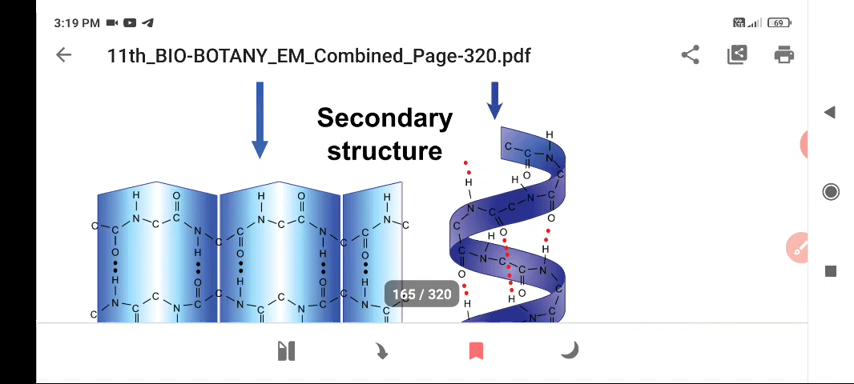 3:19 PM
69
11th_BIO-BOTANY_EM_Combined_Page-320.pdf
Secondary
structure
H O H O H
C N C C N C C N C
C O N H C O N H C O
H O H O H
N C C N C C N
C
165 / 320
H
C C N
O C
H N C
H O
N C C
C O N H
C N C C N H
O O
H H N C